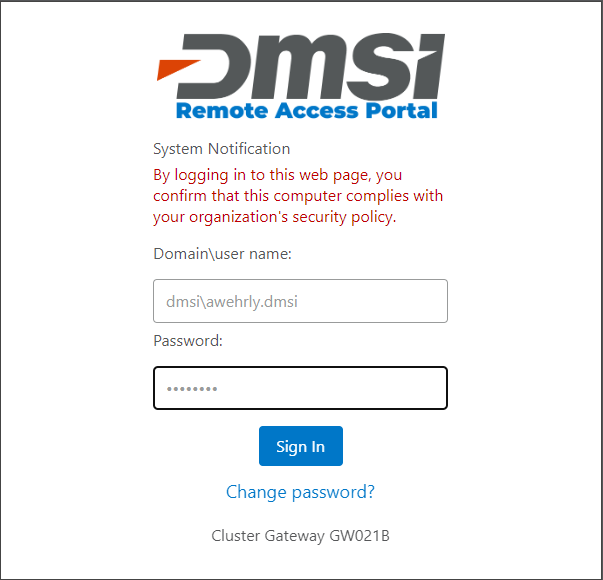 Dmsi
Remote Access Portal
System Notification
By logging in to this web page, you
confirm that this computer complies with
your organization's security policy.
Domain\user name:
dmsi\awehrly.dmsi
Password:
••••••••
Sign In
Change password?
Cluster Gateway GW021B